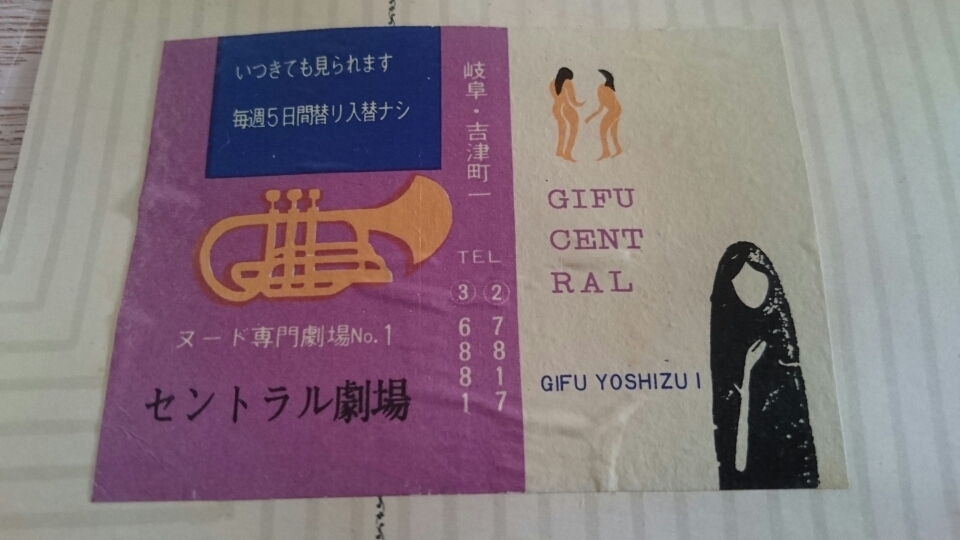 いつきても見られます
毎週5日間替り入替ナシ
ヌード専門劇場No.1
セントラル劇場
岐阜・吉津町一
TEL
③6881
②7817
GIFU
CENT
RAL
GIFU YOSHIZU 1